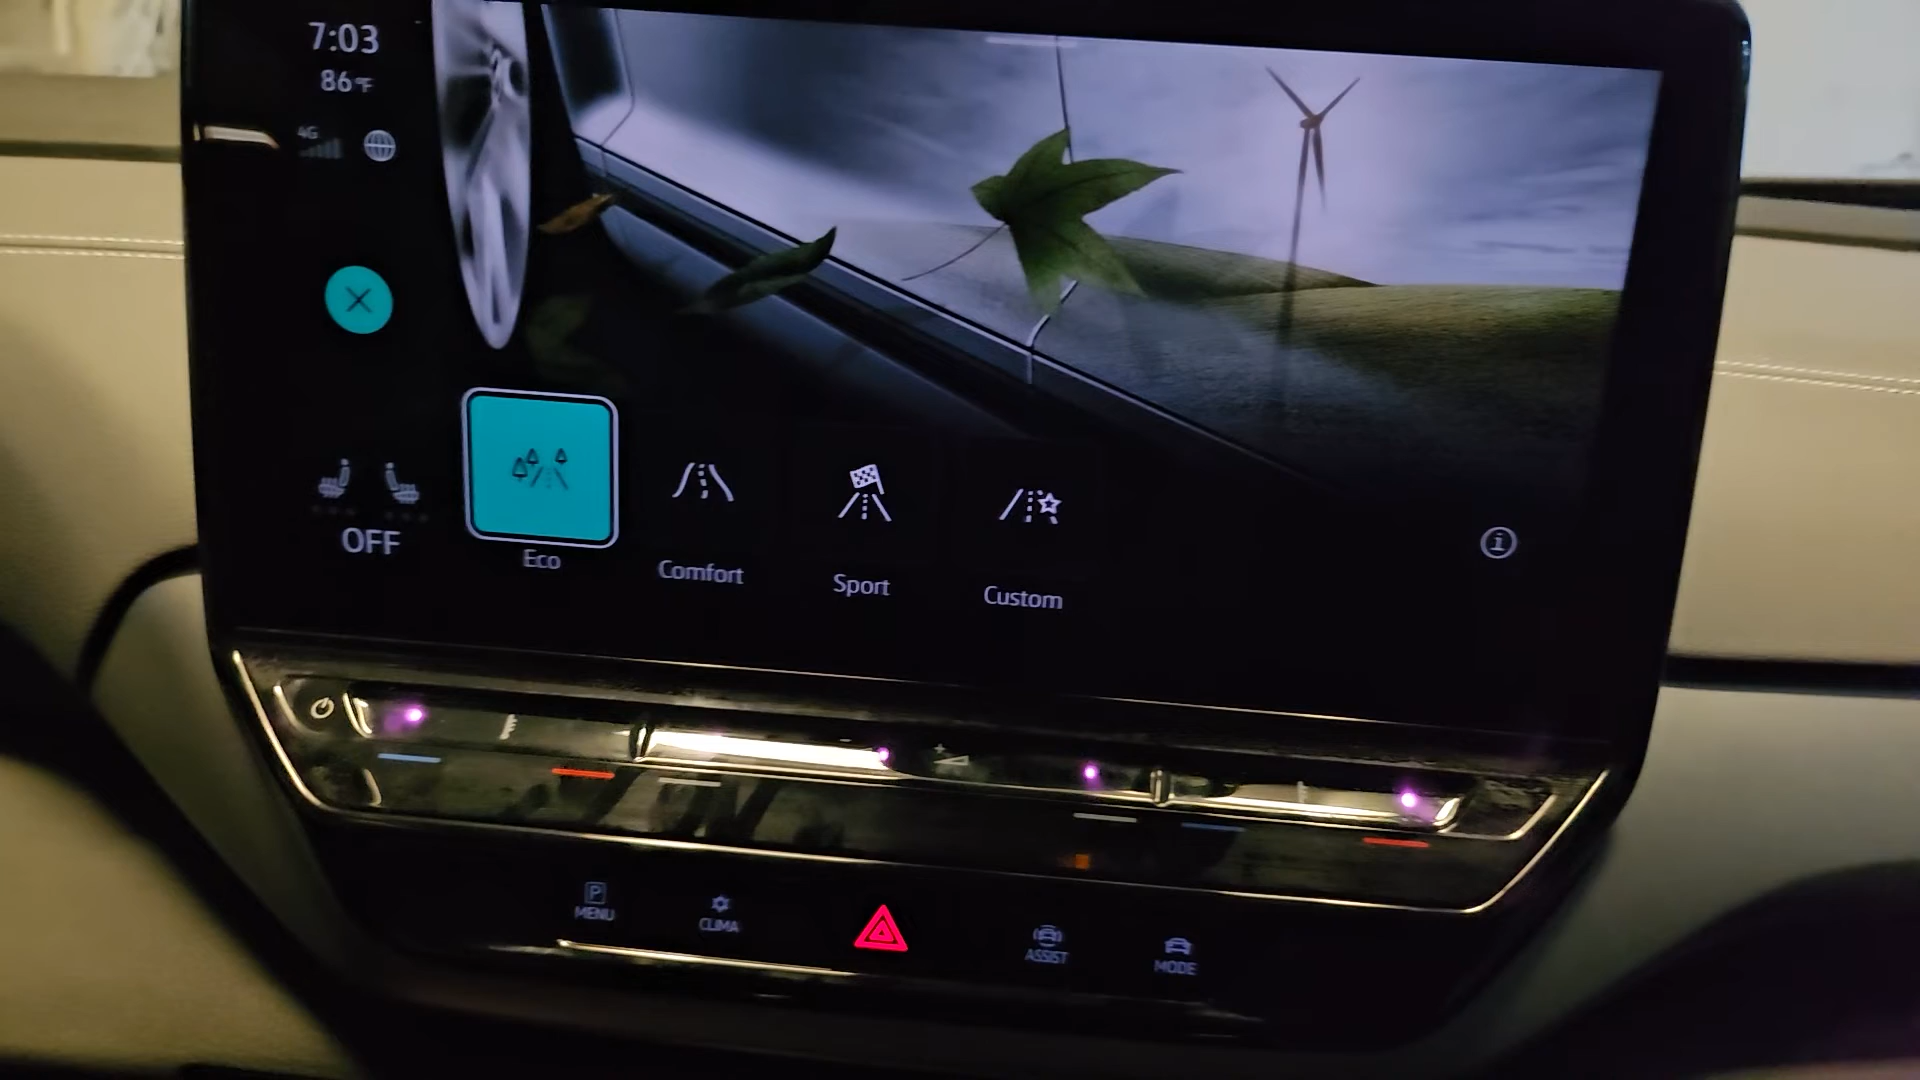 7:03
86°F
4G
OFF
Eco
Comfort
Sport
Custom
P
MENU
CLIMA
ASSIST
MODE